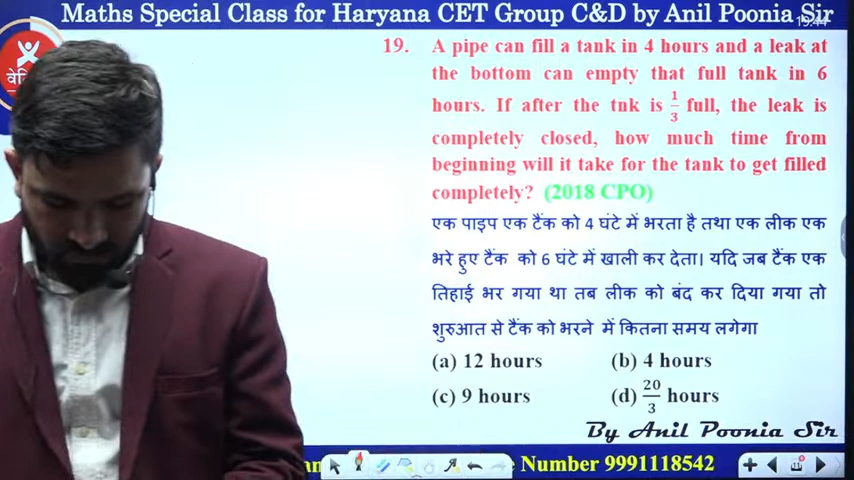 Maths Special Class for Haryana CET Group C&D by Anil Poonia Sir
19:44
19. A pipe can fill a tank in 4 hours and a leak at
the bottom can empty that full tank in 6
hours. If after the tnk is 1/3 full, the leak is
completely closed, how much time from
beginning will it take for the tank to get filled
completely? (2018 CPO)
एक पाइप एक टैंक को 4 घंटे में भरता है तथा एक लीक एक
भरे हुए टैंक को 6 घंटे में खाली कर देता। यदि जब टैंक एक
तिहाई भर गया था तब लीक को बंद कर दिया गया तो
शुरुआत से टैंक को भरने में कितना समय लगेगा
(a) 12 hours (b) 4 hours
(c) 9 hours (d) 20/3 hours
By Anil Poonia Sir
Number 9991118542